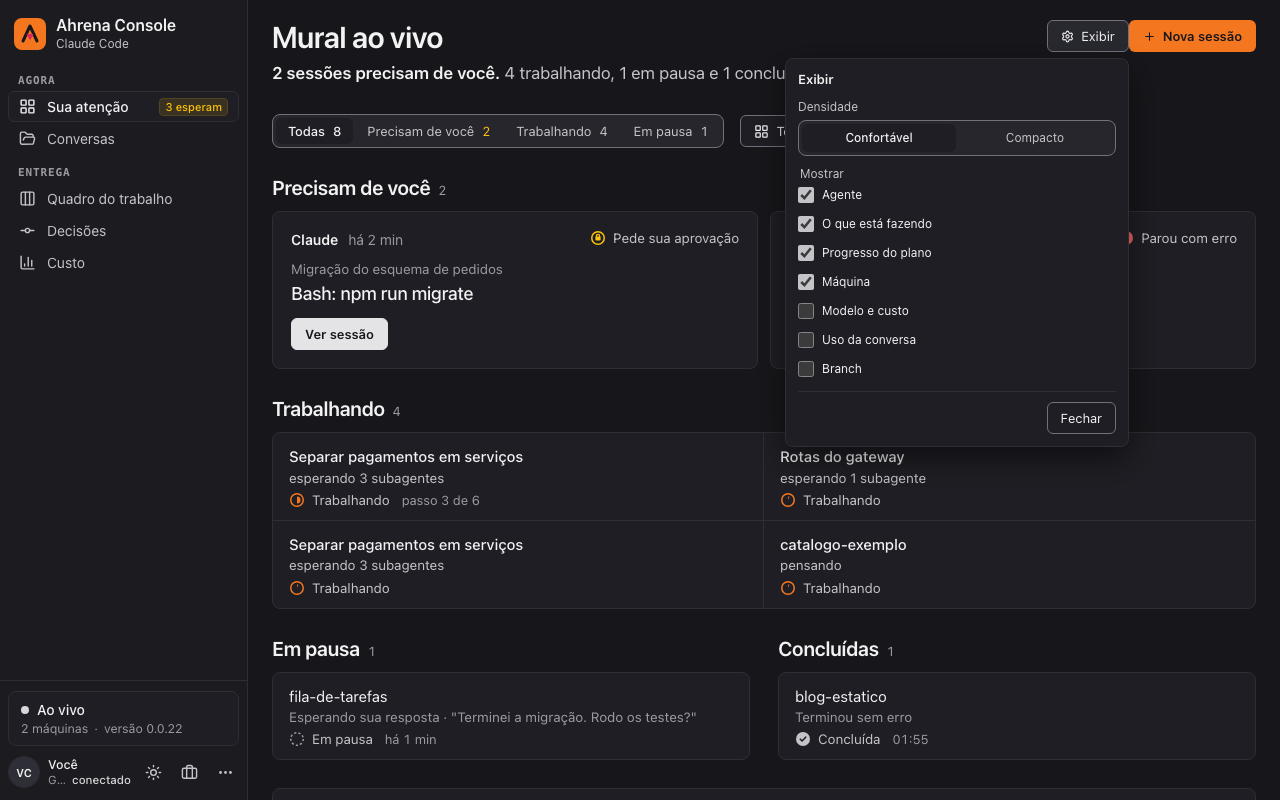 Ahrena Console
Claude Code
AGORA
Sua atenção 3 esperam
Conversas
ENTREGA
Quadro do trabalho
Decisões
Custo
Ao vivo
2 máquinas · versão 0.0.22
VC Você
G... conectado
Mural ao vivo
Exibir
+ Nova sessão
2 sessões precisam de você. 4 trabalhando, 1 em pausa e 1
Todas 8 Precisam de você 2 Trabalhando 4 Em pausa 1
Exibir
Densidade
Confortável Compacto
Mostrar
Agente
O que está fazendo
Progresso do plano
Máquina
Modelo e custo
Uso da conversa
Branch
Fechar
Precisam de você 2
Claude há 2 min Pede sua aprovação
Migração do esquema de pedidos
Bash: npm run migrate
Ver sessão
Parou com erro
Trabalhando 4
Separar pagamentos em serviços
esperando 3 subagentes
Trabalhando passo 3 de 6
Rotas do gateway
esperando 1 subagente
Trabalhando
Separar pagamentos em serviços
esperando 3 subagentes
Trabalhando
catalogo-exemplo
pensando
Trabalhando
Em pausa 1
fila-de-tarefas
Esperando sua resposta · "Terminei a migração. Rodo os testes?"
Em pausa há 1 min
Concluídas 1
blog-estatico
Terminou sem erro
Concluída 01:55